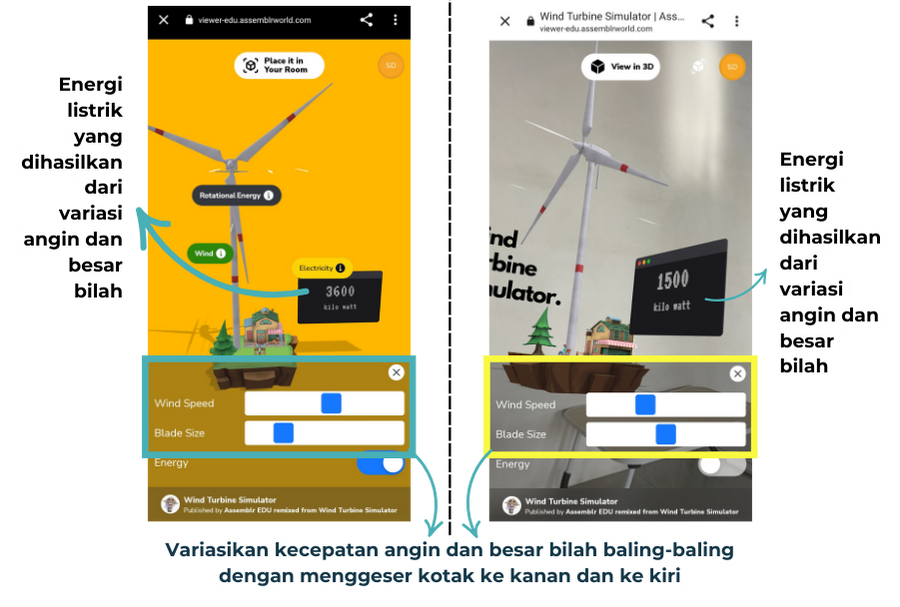 viewer-edu.assemblrworld.com
Place it in
Your Room
SD
Energi
listrik
yang
dihasilkan
dari
variasi
angin dan
besar
bilah
Rotational Energy
Wind
Electricity
3600
kilo watt
Wind Speed
Blade Size
Energy
Wind Turbine Simulator
Published by Assemblr EDU remixed from Wind Turbine Simulator
Wind Turbine Simulator | Ass...
viewer-edu.assemblrworld.com
View in 3D
SD
nd
rbine
mulator.
1500
kilo watt
Energi
listrik
yang
dihasilkan
dari
variasi
angin dan
besar
bilah
Wind Speed
Blade Size
Energy
Wind Turbine Simulator
Published by Assemblr EDU remixed from Wind Turbine Simulator
Variasikan kecepatan angin dan besar bilah baling-baling
dengan menggeser kotak ke kanan dan ke kiri